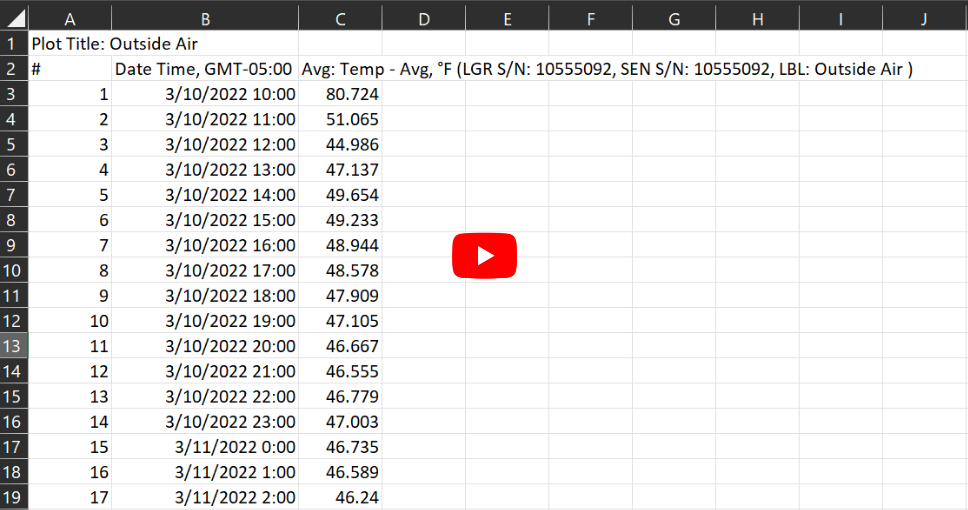 A B C D E F G H I J
1 Plot Title: Outside Air
2 # Date Time, GMT-05:00 Avg: Temp - Avg, °F (LGR S/N: 10555092, SEN S/N: 10555092, LBL: Outside Air )
3 1 3/10/2022 10:00 80.724
4 2 3/10/2022 11:00 51.065
5 3 3/10/2022 12:00 44.986
6 4 3/10/2022 13:00 47.137
7 5 3/10/2022 14:00 49.654
8 6 3/10/2022 15:00 49.233
9 7 3/10/2022 16:00 48.944
10 8 3/10/2022 17:00 48.578
11 9 3/10/2022 18:00 47.909
12 10 3/10/2022 19:00 47.105
13 11 3/10/2022 20:00 46.667
14 12 3/10/2022 21:00 46.555
15 13 3/10/2022 22:00 46.779
16 14 3/10/2022 23:00 47.003
17 15 3/11/2022 0:00 46.735
18 16 3/11/2022 1:00 46.589
19 17 3/11/2022 2:00 46.24